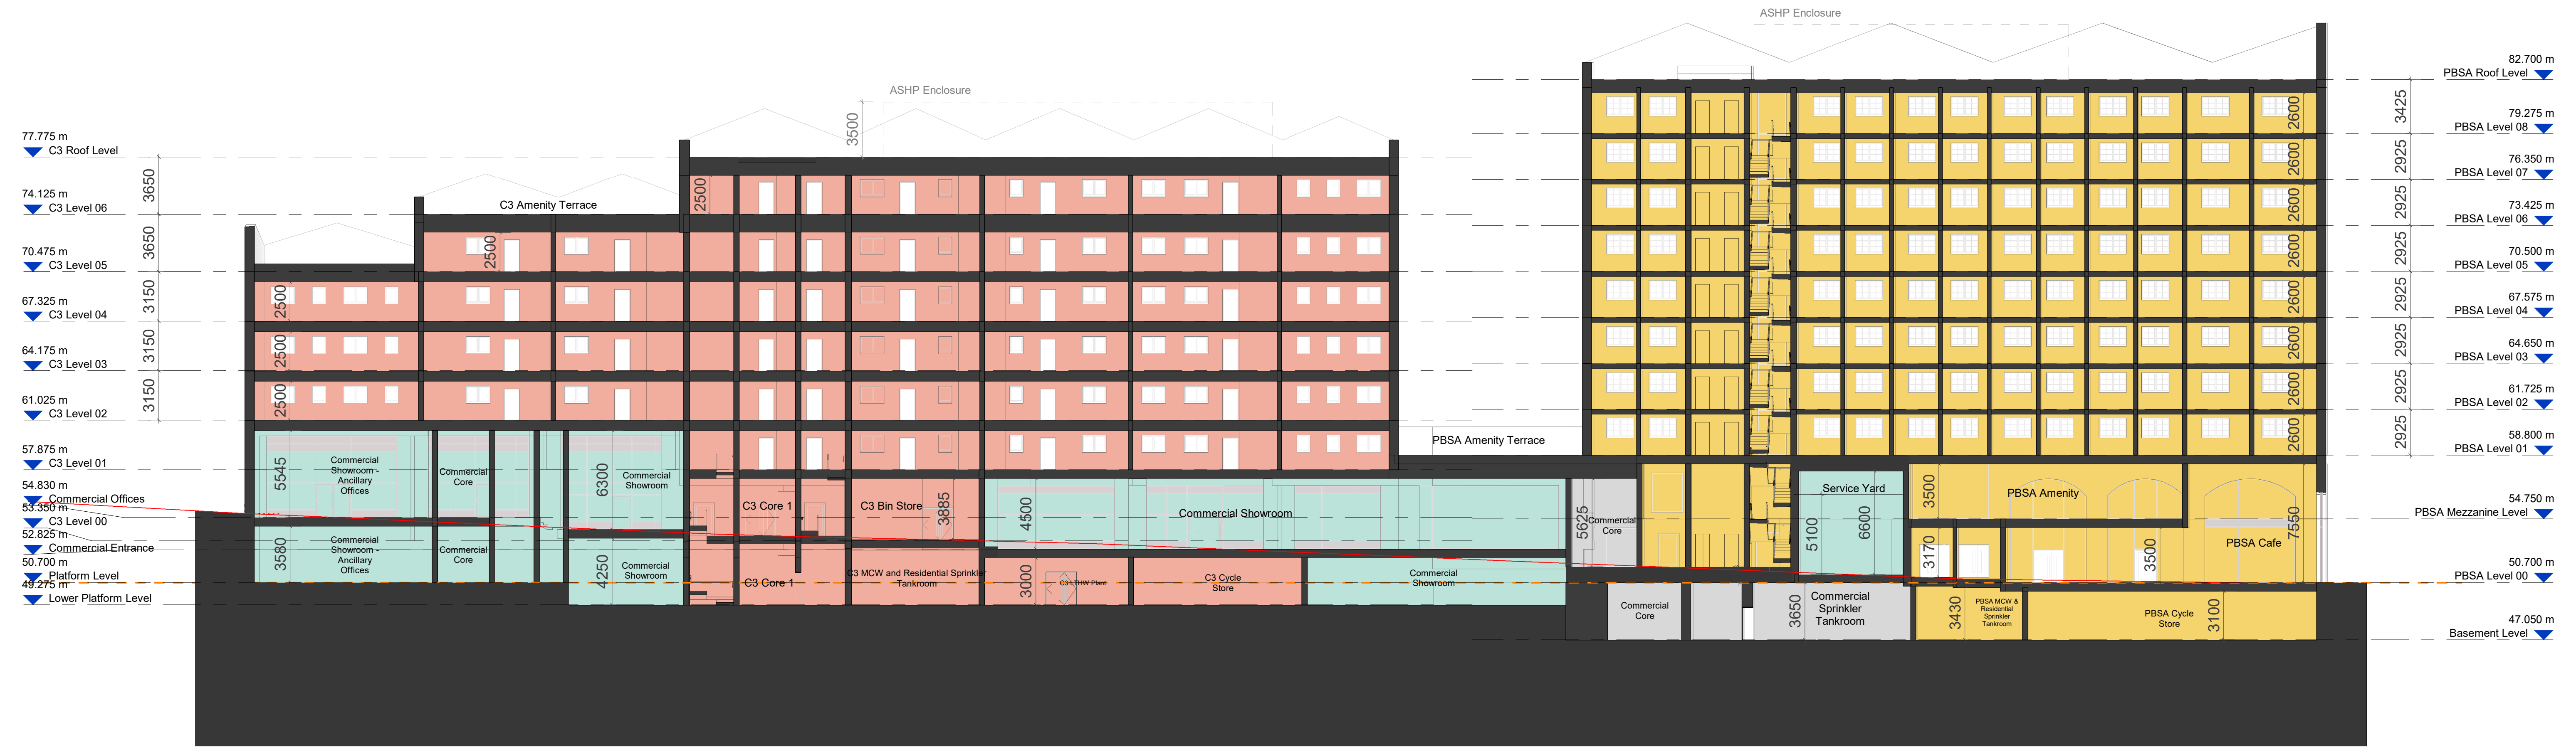 ASHP Enclosure
ASHP Enclosure
77.775 m
C3 Roof Level
74.125 m
C3 Level 06
70.475 m
C3 Level 05
67.325 m
C3 Level 04
64.175 m
C3 Level 03
61.025 m
C3 Level 02
57.875 m
C3 Level 01
54.830 m
Commercial Offices
53.350 m
C3 Level 00
52.825 m
Commercial Entrance
50.700 m
Platform Level
49.275 m
Lower Platform Level
3650
3650
3150
3150
3150
3500
C3 Amenity Terrace
2500
2500
2500
2500
2500
5545
Commercial
Showroom -
Ancillary
Offices
Commercial
Core
6300
Commercial
Showroom
C3 Core 1
C3 Bin Store
3885
4500
Commercial Showroom
3580
Commercial
Showroom -
Ancillary
Offices
Commercial
Core
4250
Commercial
Showroom
C3 Core 1
C3 MCW and Residential Sprinkler
Tankroom
3000
C3 LTHW Plant
C3 Cycle
Store
Commercial
Showroom
PBSA Amenity Terrace
5625
Commercial
Core
Service Yard
5100
6600
3500
PBSA Amenity
7550
PBSA Cafe
3170
3500
Commercial
Core
3650
Commercial
Sprinkler
Tankroom
3430
PBSA MCW &
Residential
Sprinkler
Tankroom
PBSA Cycle
Store
3100
2600
2600
2600
2600
2600
2600
2600
2600
3425
2925
2925
2925
2925
2925
2925
2925
82.700 m
PBSA Roof Level
79.275 m
PBSA Level 08
76.350 m
PBSA Level 07
73.425 m
PBSA Level 06
70.500 m
PBSA Level 05
67.575 m
PBSA Level 04
64.650 m
PBSA Level 03
61.725 m
PBSA Level 02
58.800 m
PBSA Level 01
54.750 m
PBSA Mezzanine Level
50.700 m
PBSA Level 00
47.050 m
Basement Level